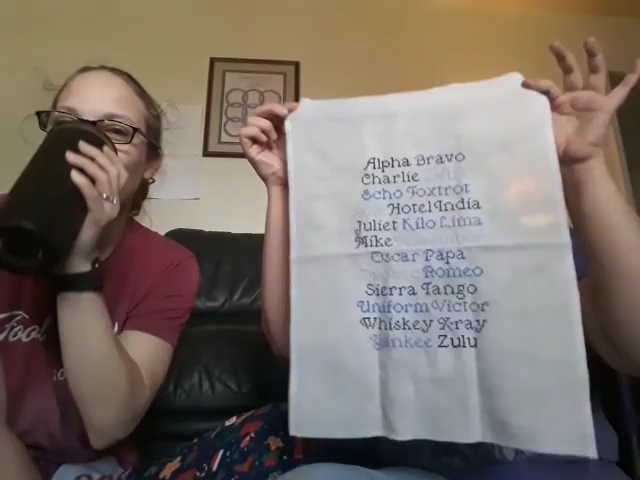 Alpha Bravo
Charlie
Echo Foxtrot
Hotel India
Juliet Kilo Lima
Mike
Oscar Papa
Romeo
Sierra Tango
Uniform Victor
Whiskey X-ray
Yankee Zulu